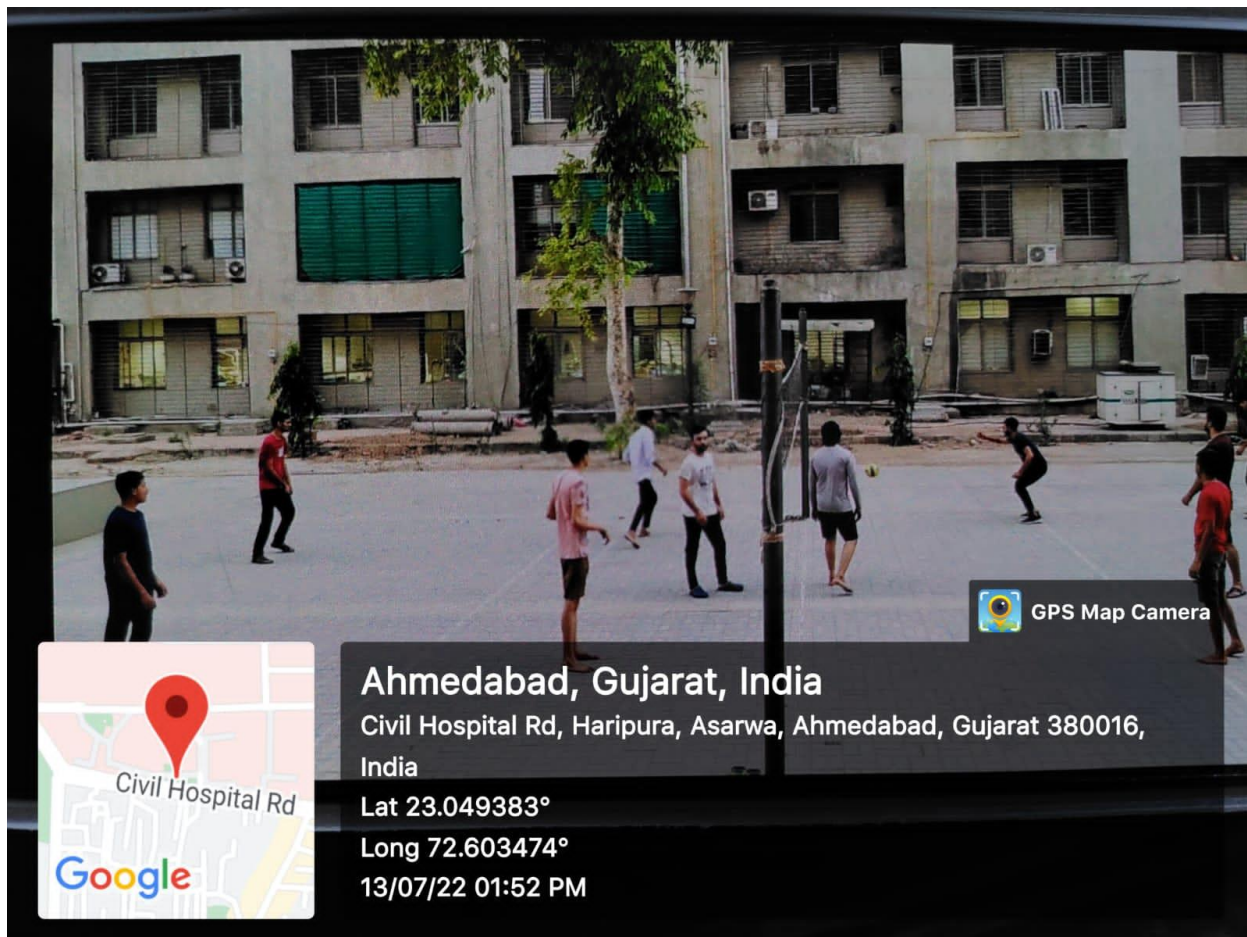 GPS Map Camera
Ahmedabad, Gujarat, India
Civil Hospital Rd, Haripura, Asarwa, Ahmedabad, Gujarat 380016,
India
Lat 23.049383°
Long 72.603474°
13/07/22 01:52 PM
Civil Hospital Rd
Google